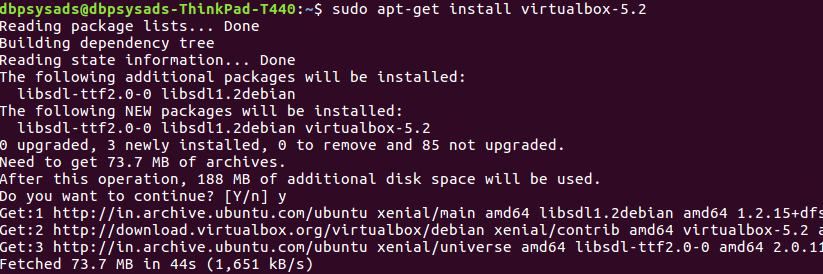 dbpsysads@dbpsysads-ThinkPad-T440:~$ sudo apt-get install virtualbox-5.2
Reading package lists... Done
Building dependency tree
Reading state information... Done
The following additional packages will be installed:
  libsdl-ttf2.0-0 libsdl1.2debian
The following NEW packages will be installed:
  libsdl-ttf2.0-0 libsdl1.2debian virtualbox-5.2
0 upgraded, 3 newly installed, 0 to remove and 85 not upgraded.
Need to get 73.7 MB of archives.
After this operation, 188 MB of additional disk space will be used.
Do you want to continue? [Y/n] y
Get:1 http://in.archive.ubuntu.com/ubuntu xenial/main amd64 libsdl1.2debian amd64 1.2.15+dfs
Get:2 http://download.virtualbox.org/virtualbox/debian xenial/contrib amd64 virtualbox-5.2 a
Get:3 http://in.archive.ubuntu.com/ubuntu xenial/universe amd64 libsdl-ttf2.0-0 amd64 2.0.11
Fetched 73.7 MB in 44s (1,651 kB/s)